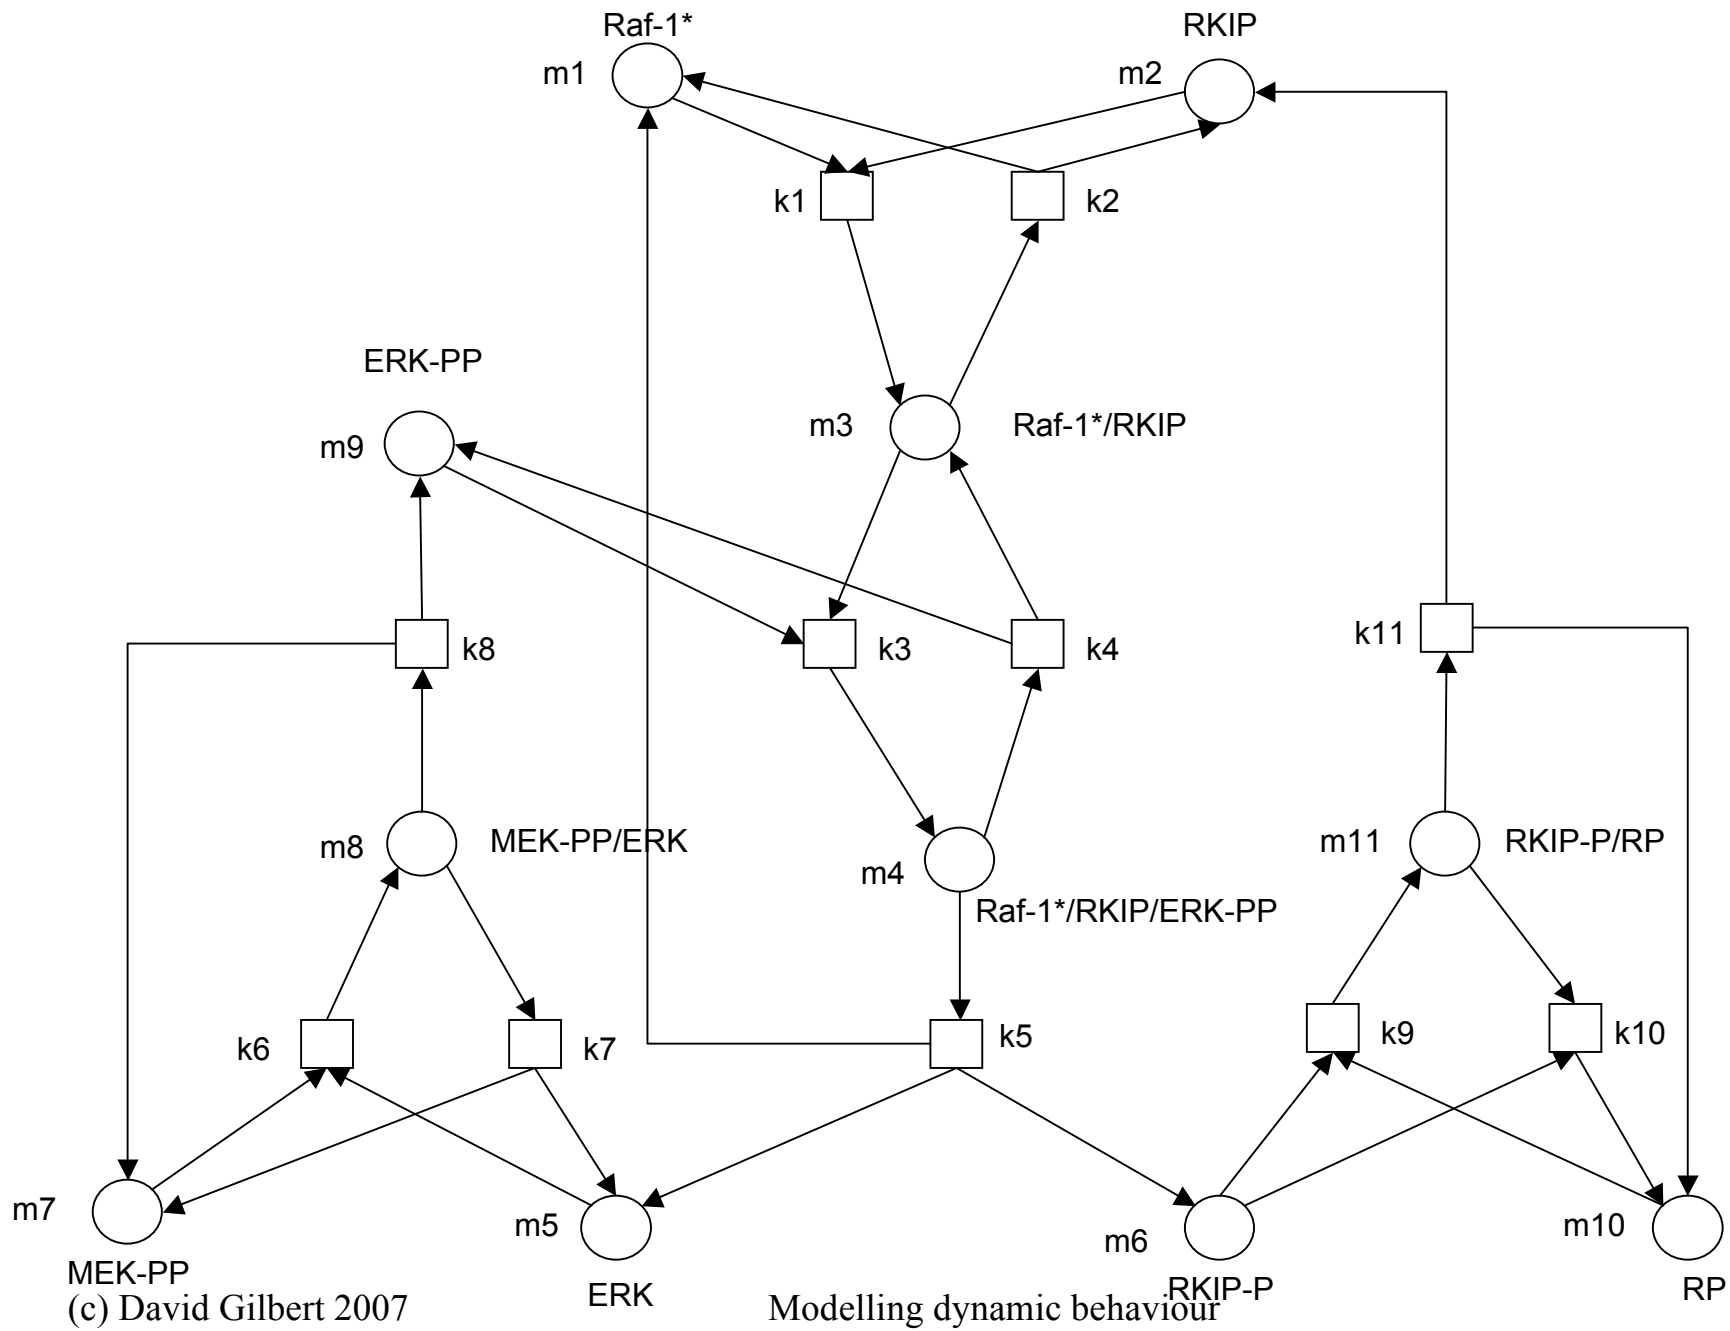 Raf-1*
RKIP
m1
m2
k1
k2
ERK-PP
m3
Raf-1*/RKIP
m9
k8
k3
k4
k11
m8
MEK-PP/ERK
m4
m11
RKIP-P/RP
Raf-1*/RKIP/ERK-PP
k6
k7
k5
k9
k10
m7
m5
m6
m10
MEK-PP
ERK
RKIP-P
RP
(c) David Gilbert 2007
Modelling dynamic behaviour